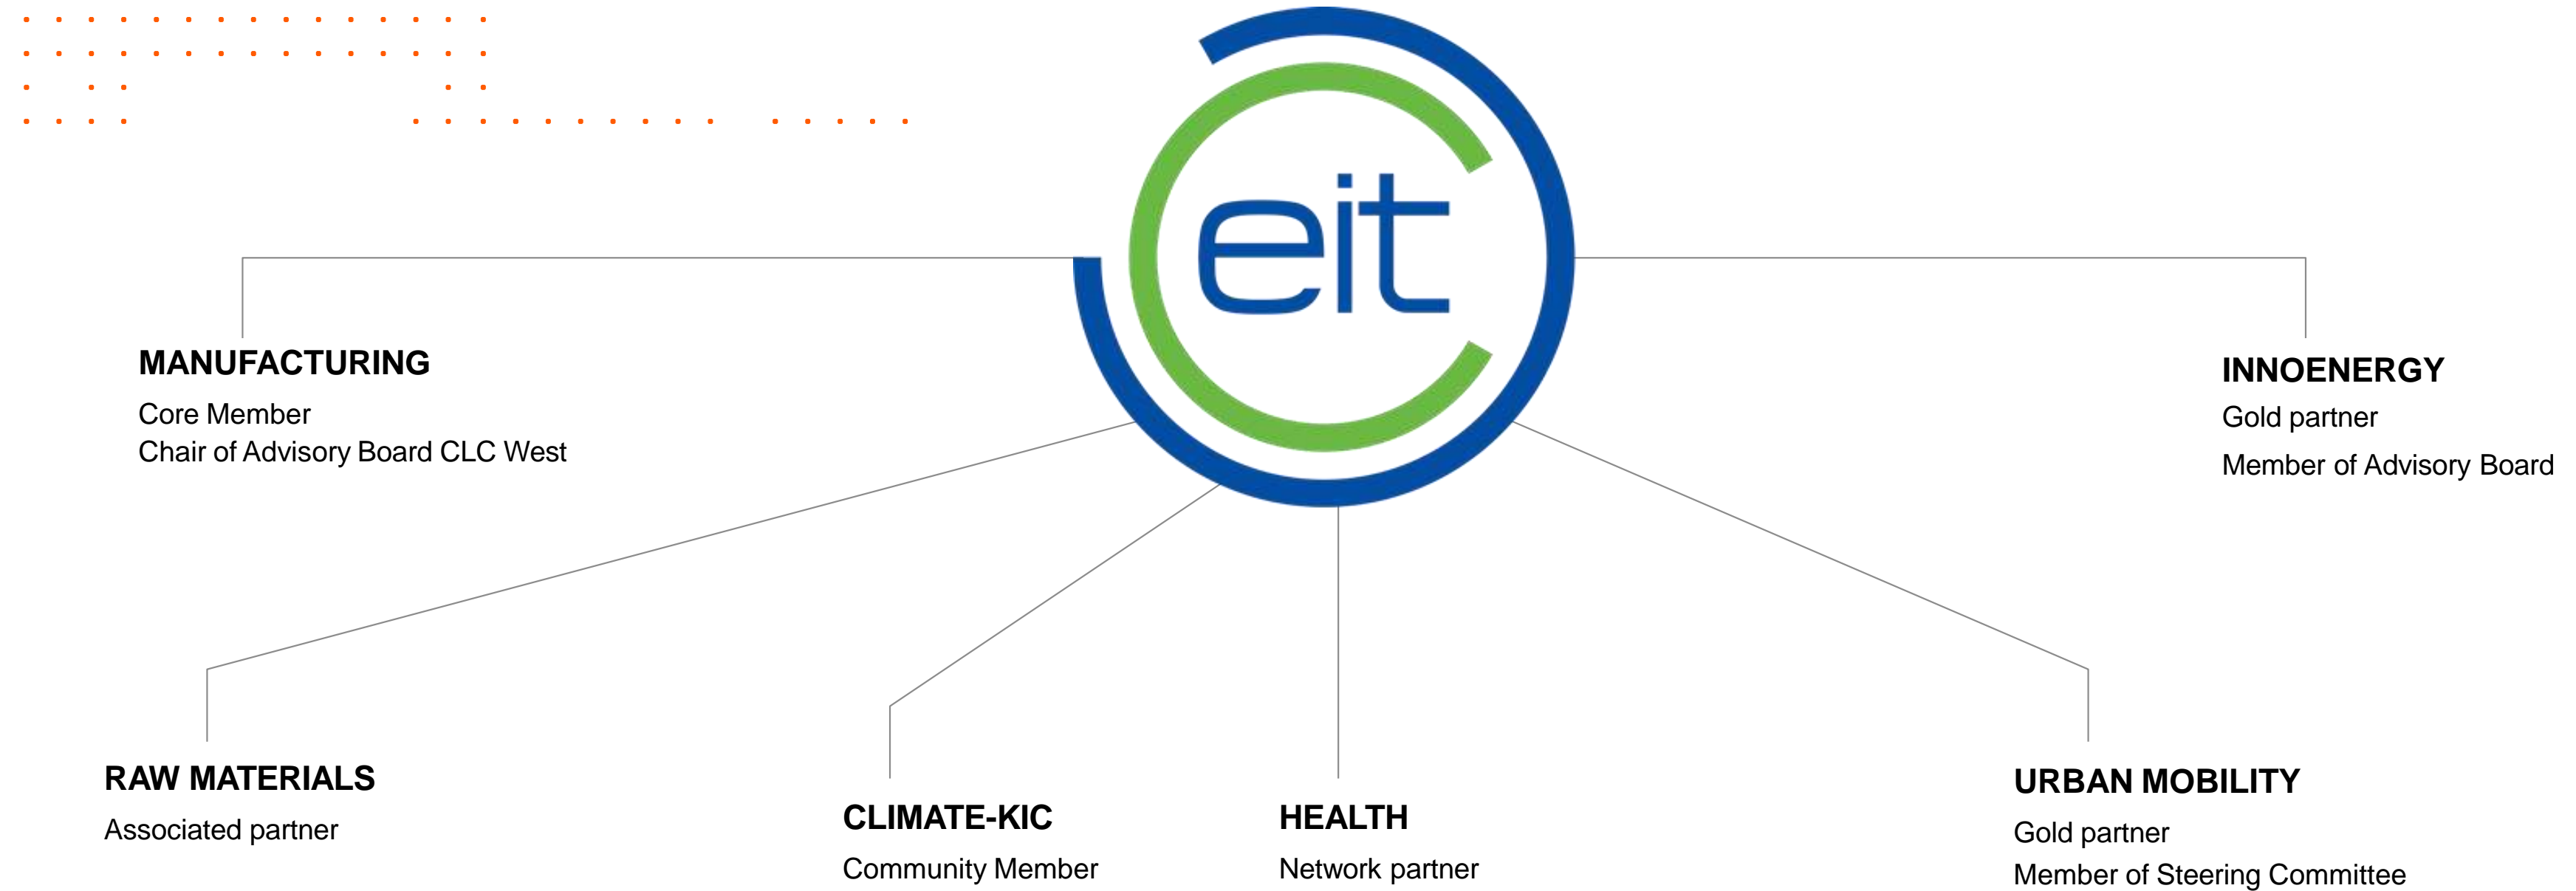 eit
MANUFACTURING
Core Member
Chair of Advisory Board CLC West
INNOENERGY
Gold partner
Member of Advisory Board
RAW MATERIALS
Associated partner
CLIMATE-KIC
Community Member
HEALTH
Network partner
URBAN MOBILITY
Gold partner
Member of Steering Committee